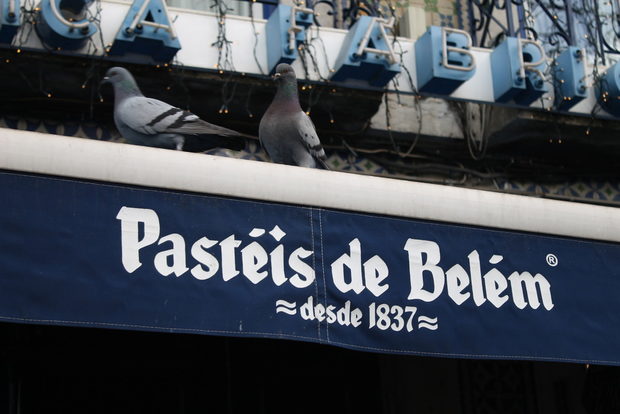 Pastéis de Belém®
≈desde 1837≈